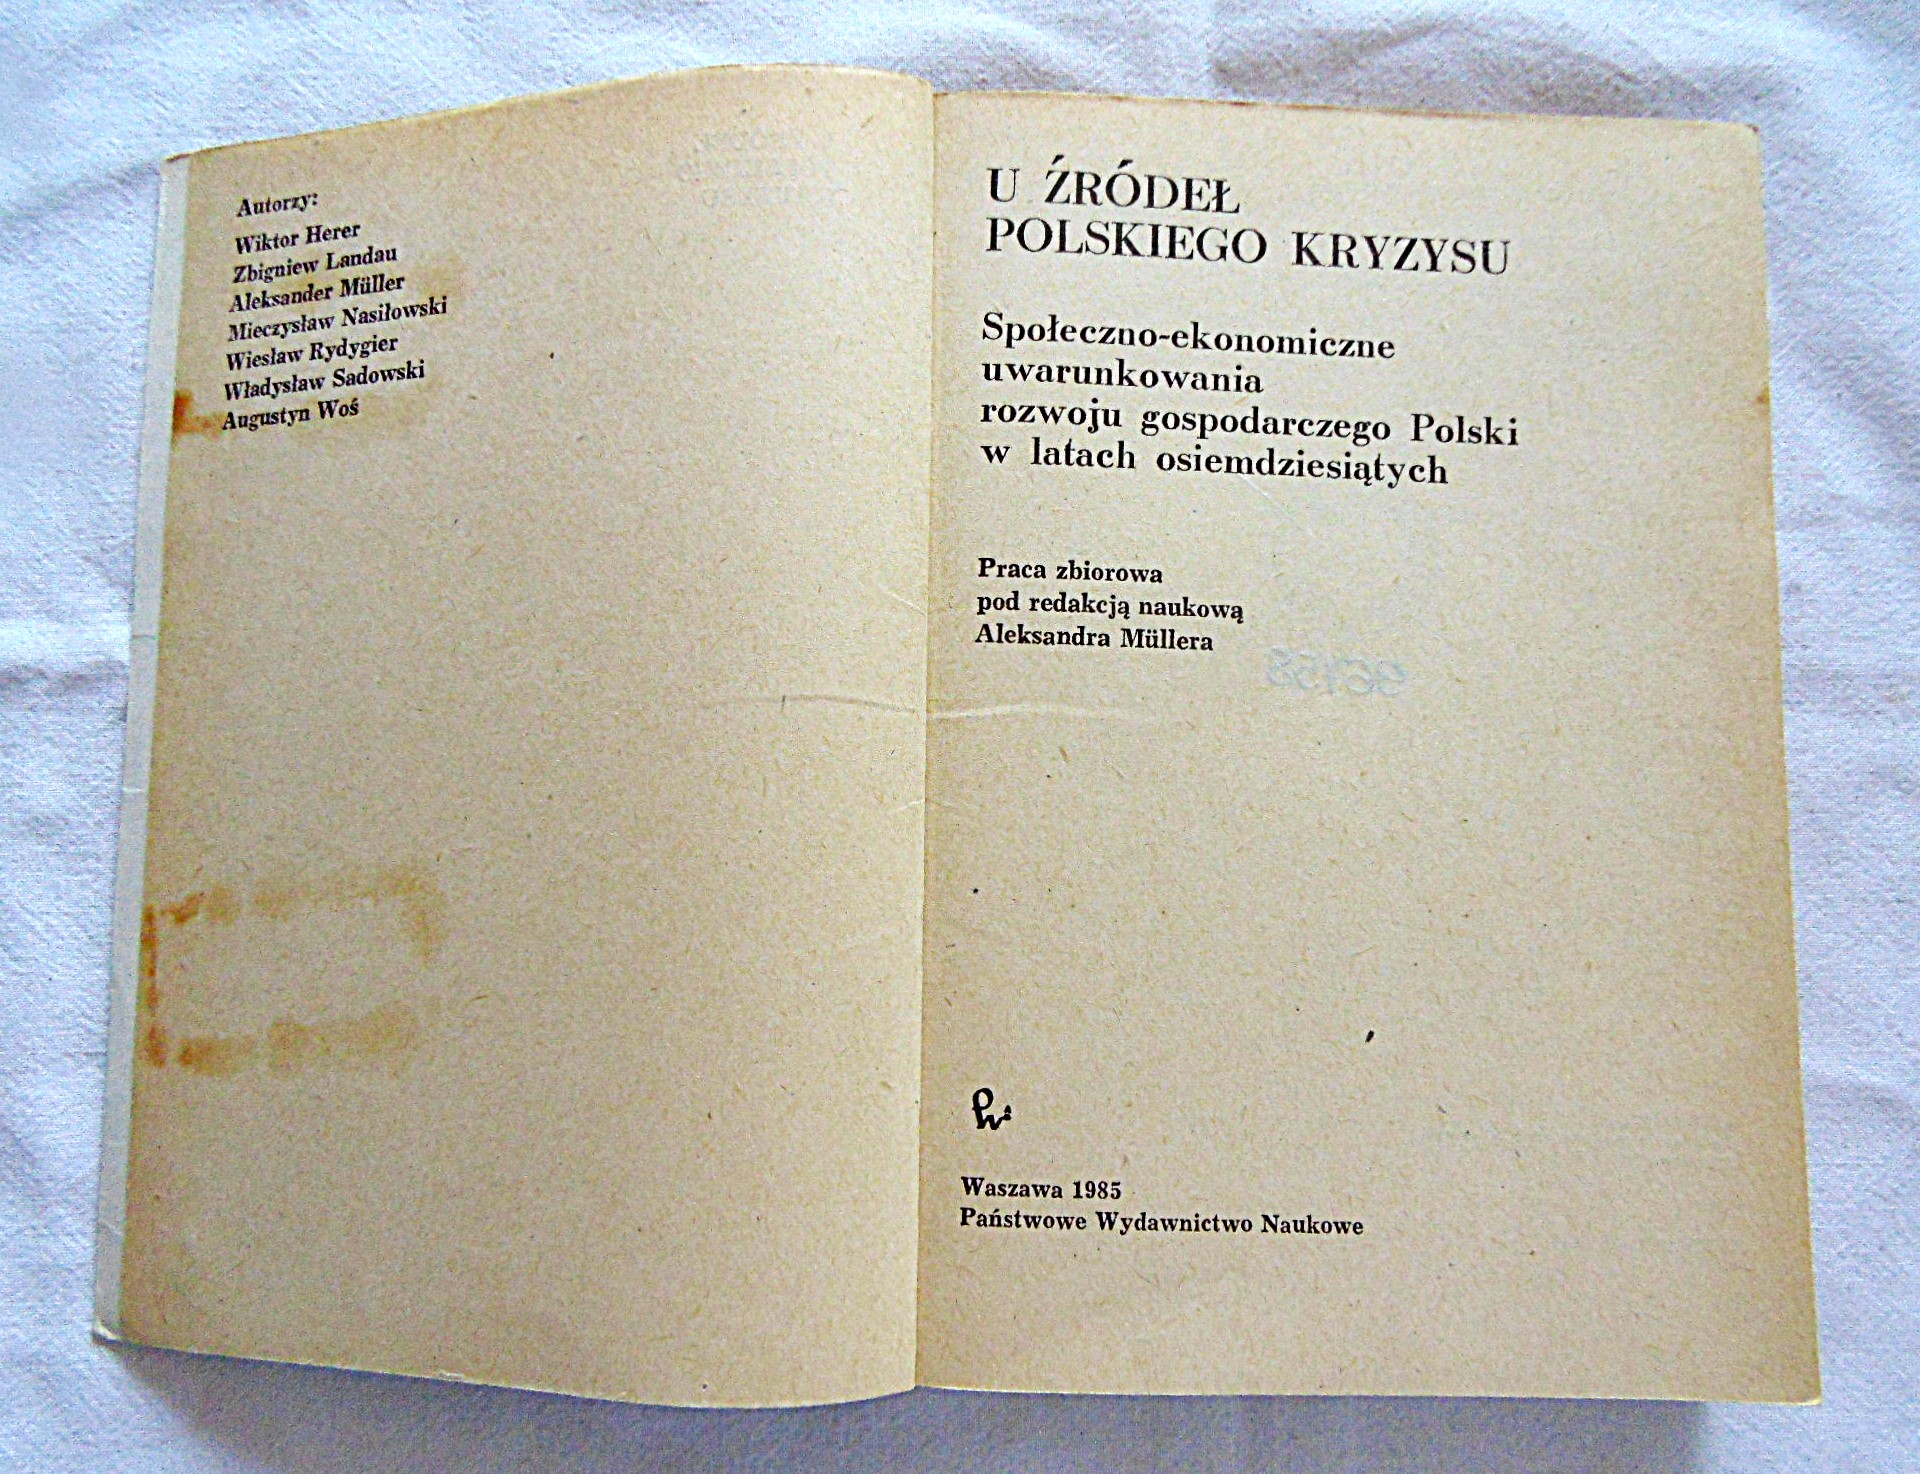 Autorzy:
Wiktor Herer
Zbigniew Landau
Aleksander Müller
Mieczysław Nasiłowski
Wiesław Rydygier
Władysław Sadowski
Augustyn Woś
U ŹRÓDEŁ
POLSKIEGO KRYZYSU
Społeczno-ekonomiczne
uwarunkowania
rozwoju gospodarczego Polski
w latach osiemdziesiątych
Praca zbiorowa
pod redakcją naukową
Aleksandra Müllera
Waszawa 1985
Państwowe Wydawnictwo Naukowe